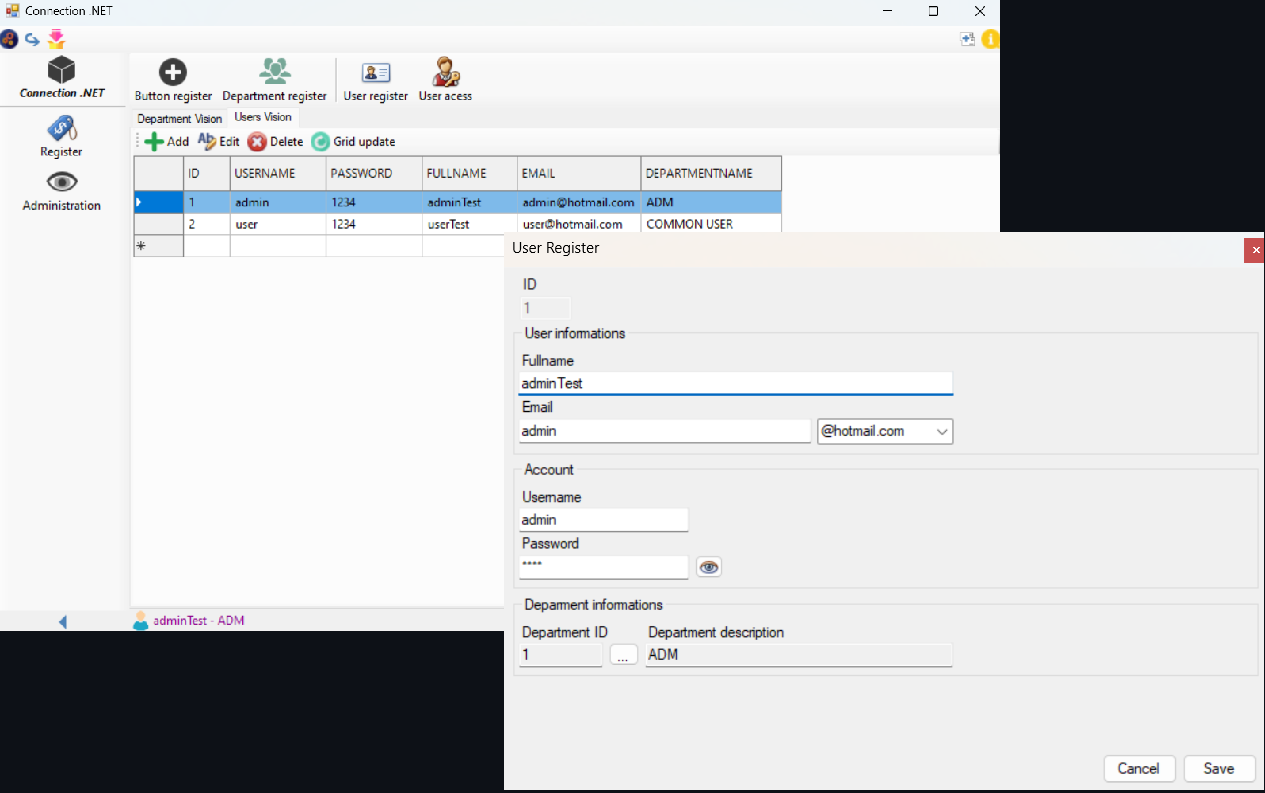 Connection .NET
Connection .NET
Register
Administration
Button register Department register User register User acess
Department Vision Users Vision
Add Edit Delete Grid update
ID USERNAME PASSWORD FULLNAME EMAIL DEPARTMENTNAME
1 admin 1234 adminTest admin@hotmail.com ADM
2 user 1234 userTest user@hotmail.com COMMON USER
*
adminTest - ADM
User Register
ID
1
User informations
Fullname
adminTest
Email
admin @hotmail.com
Account
Username
admin
Password
****
Deparment informations
Department ID Department description
1 ... ADM
Cancel Save